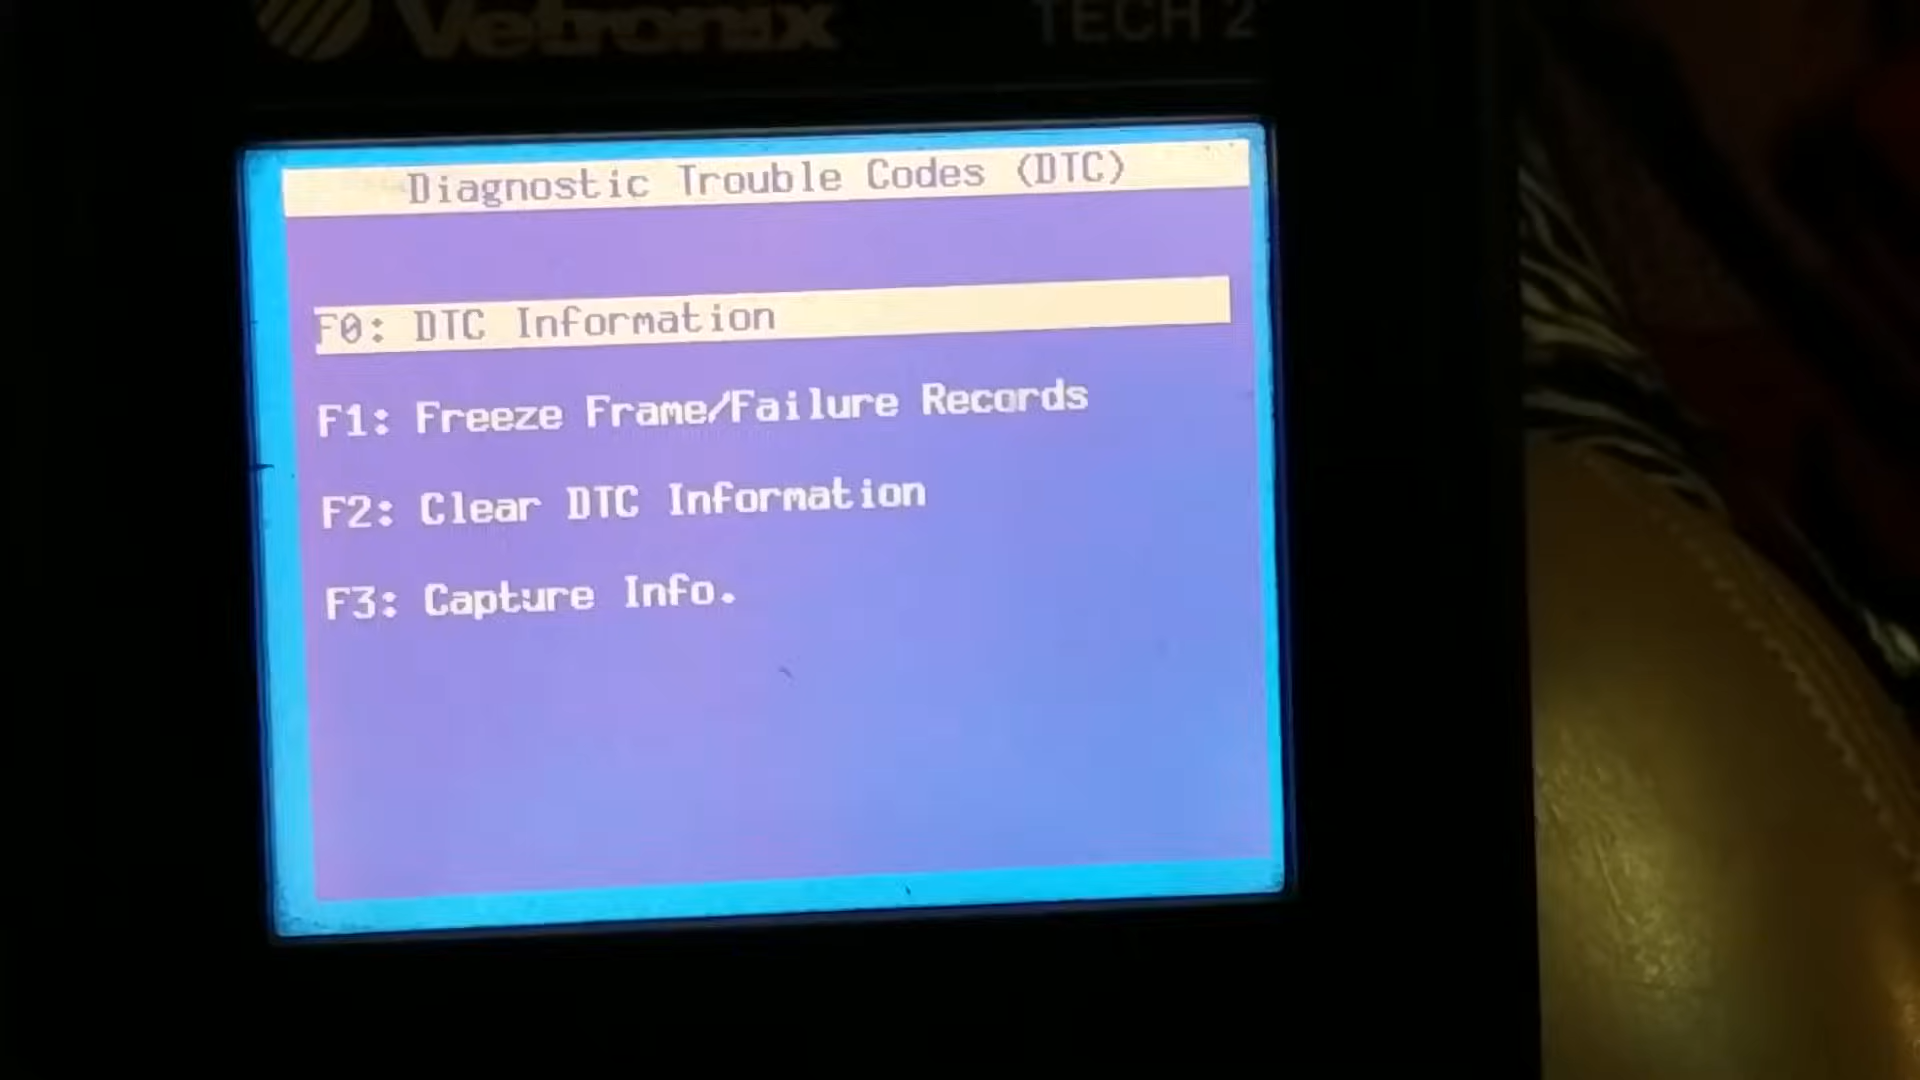 Vetronix TECH 2
Diagnostic Trouble Codes (DTC)
F0: DTC Information
F1: Freeze Frame/Failure Records
F2: Clear DTC Information
F3: Capture Info.